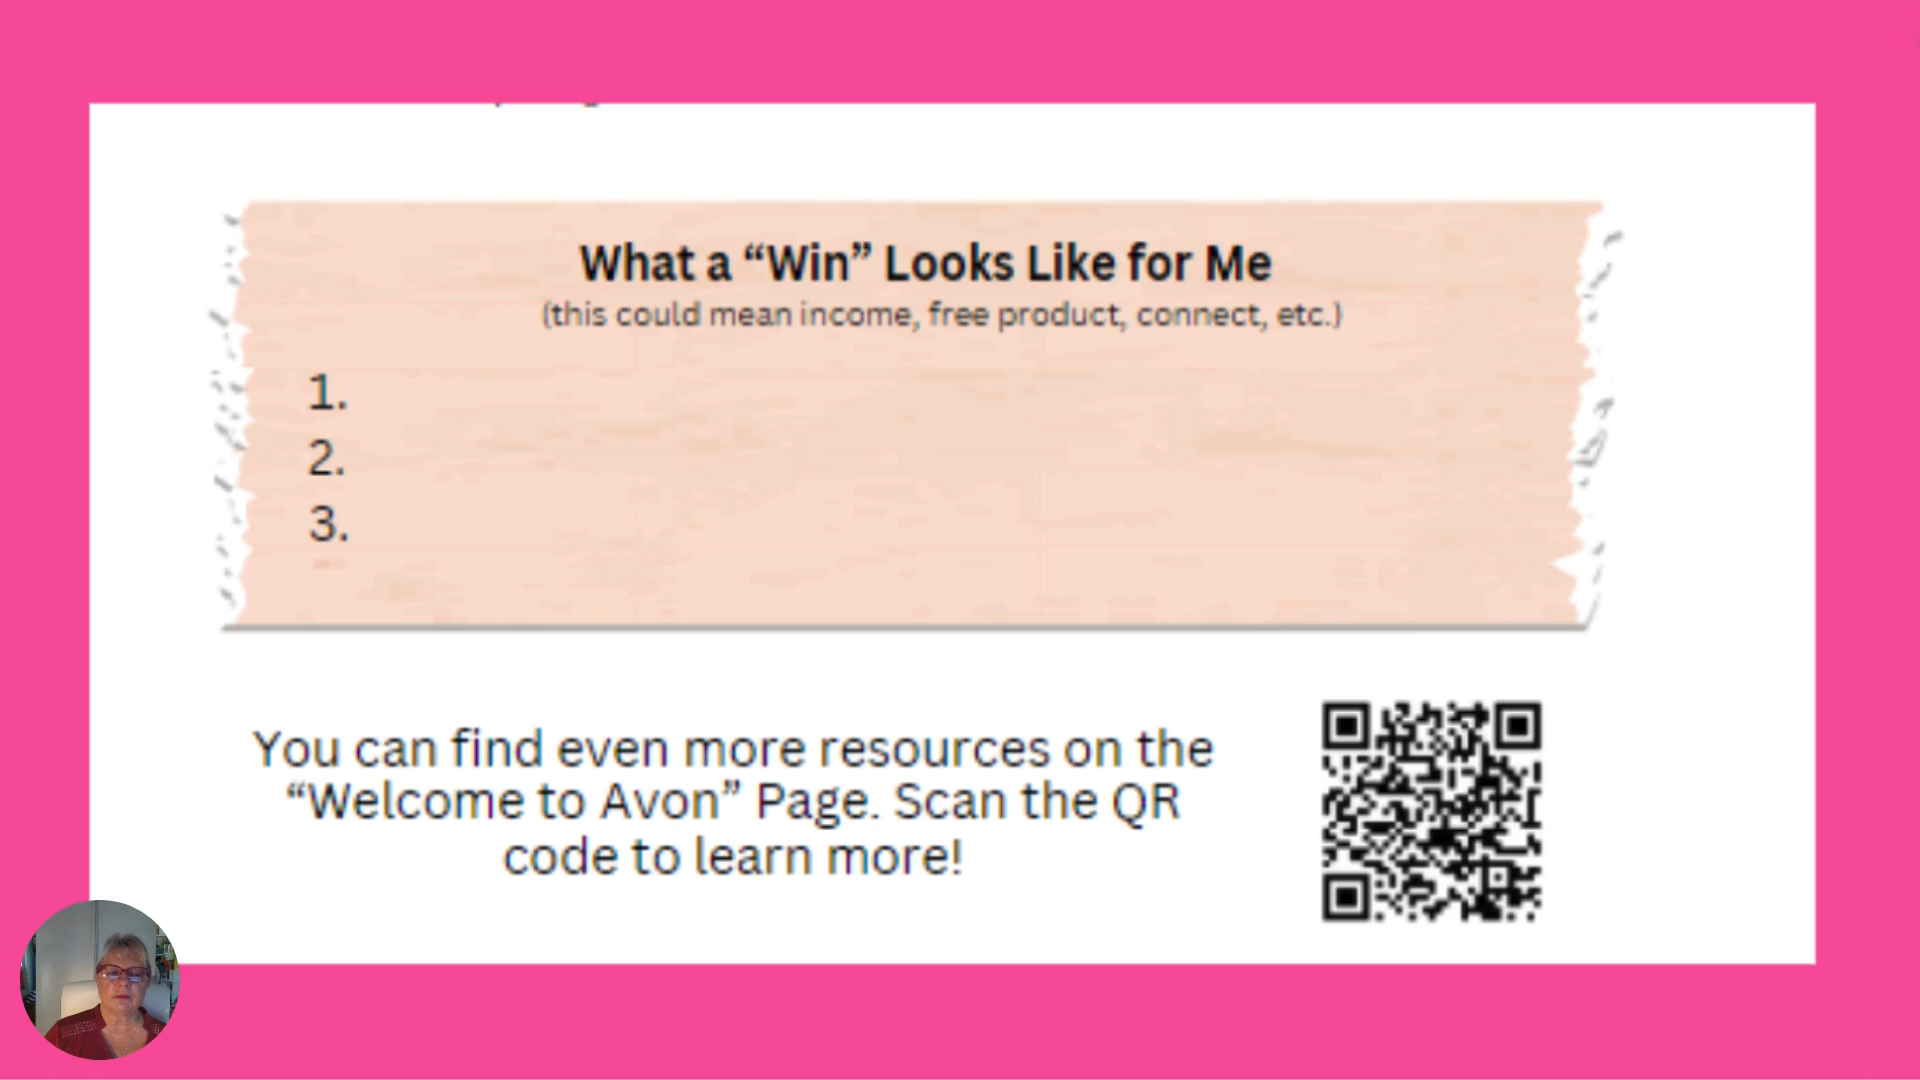 What a “Win” Looks Like for Me
(this could mean income, free product, connect, etc.)
1.
2.
3.
You can find even more resources on the
“Welcome to Avon” Page. Scan the QR
code to learn more!